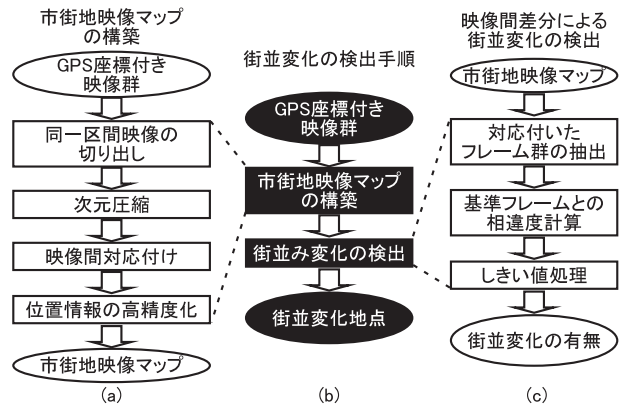 市街地映像マップ
の構築
GPS座標付き
映像群
同一区間映像の
切り出し
次元圧縮
映像間対応付け
位置情報の高精度化
市街地映像マップ
(a)
街並変化の検出手順
GPS座標付き
映像群
市街地映像マップ
の構築
街並み変化の検出
街並変化地点
(b)
映像間差分による
街並変化の検出
市街地映像マップ
対応付いた
フレーム群の抽出
基準フレームとの
相違度計算
しきい値処理
街並変化の有無
(c)